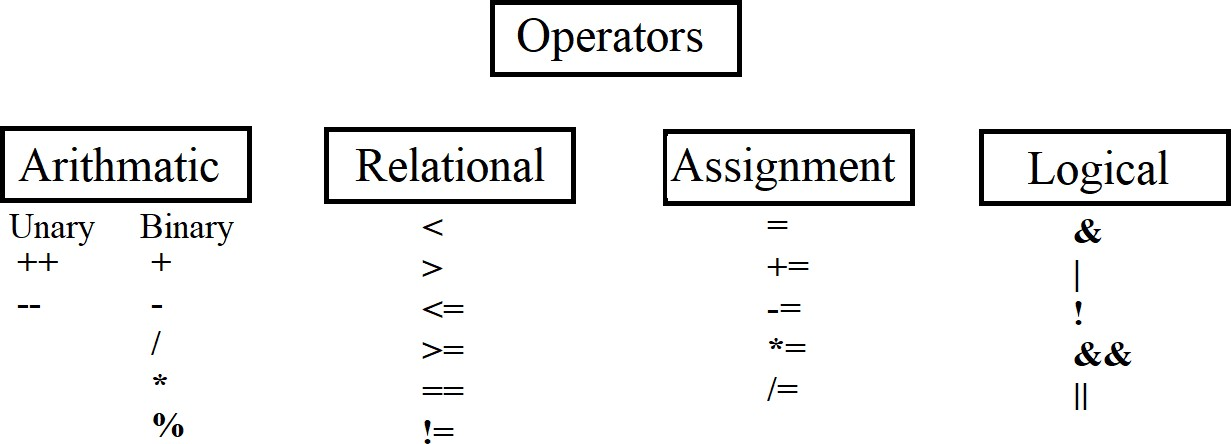 Operators
Arithmatic Relational Assignment Logical
Unary Binary < = &
++ + > += |
-- - <= -= !
/ >= *= &&
* == /= ||
% !=